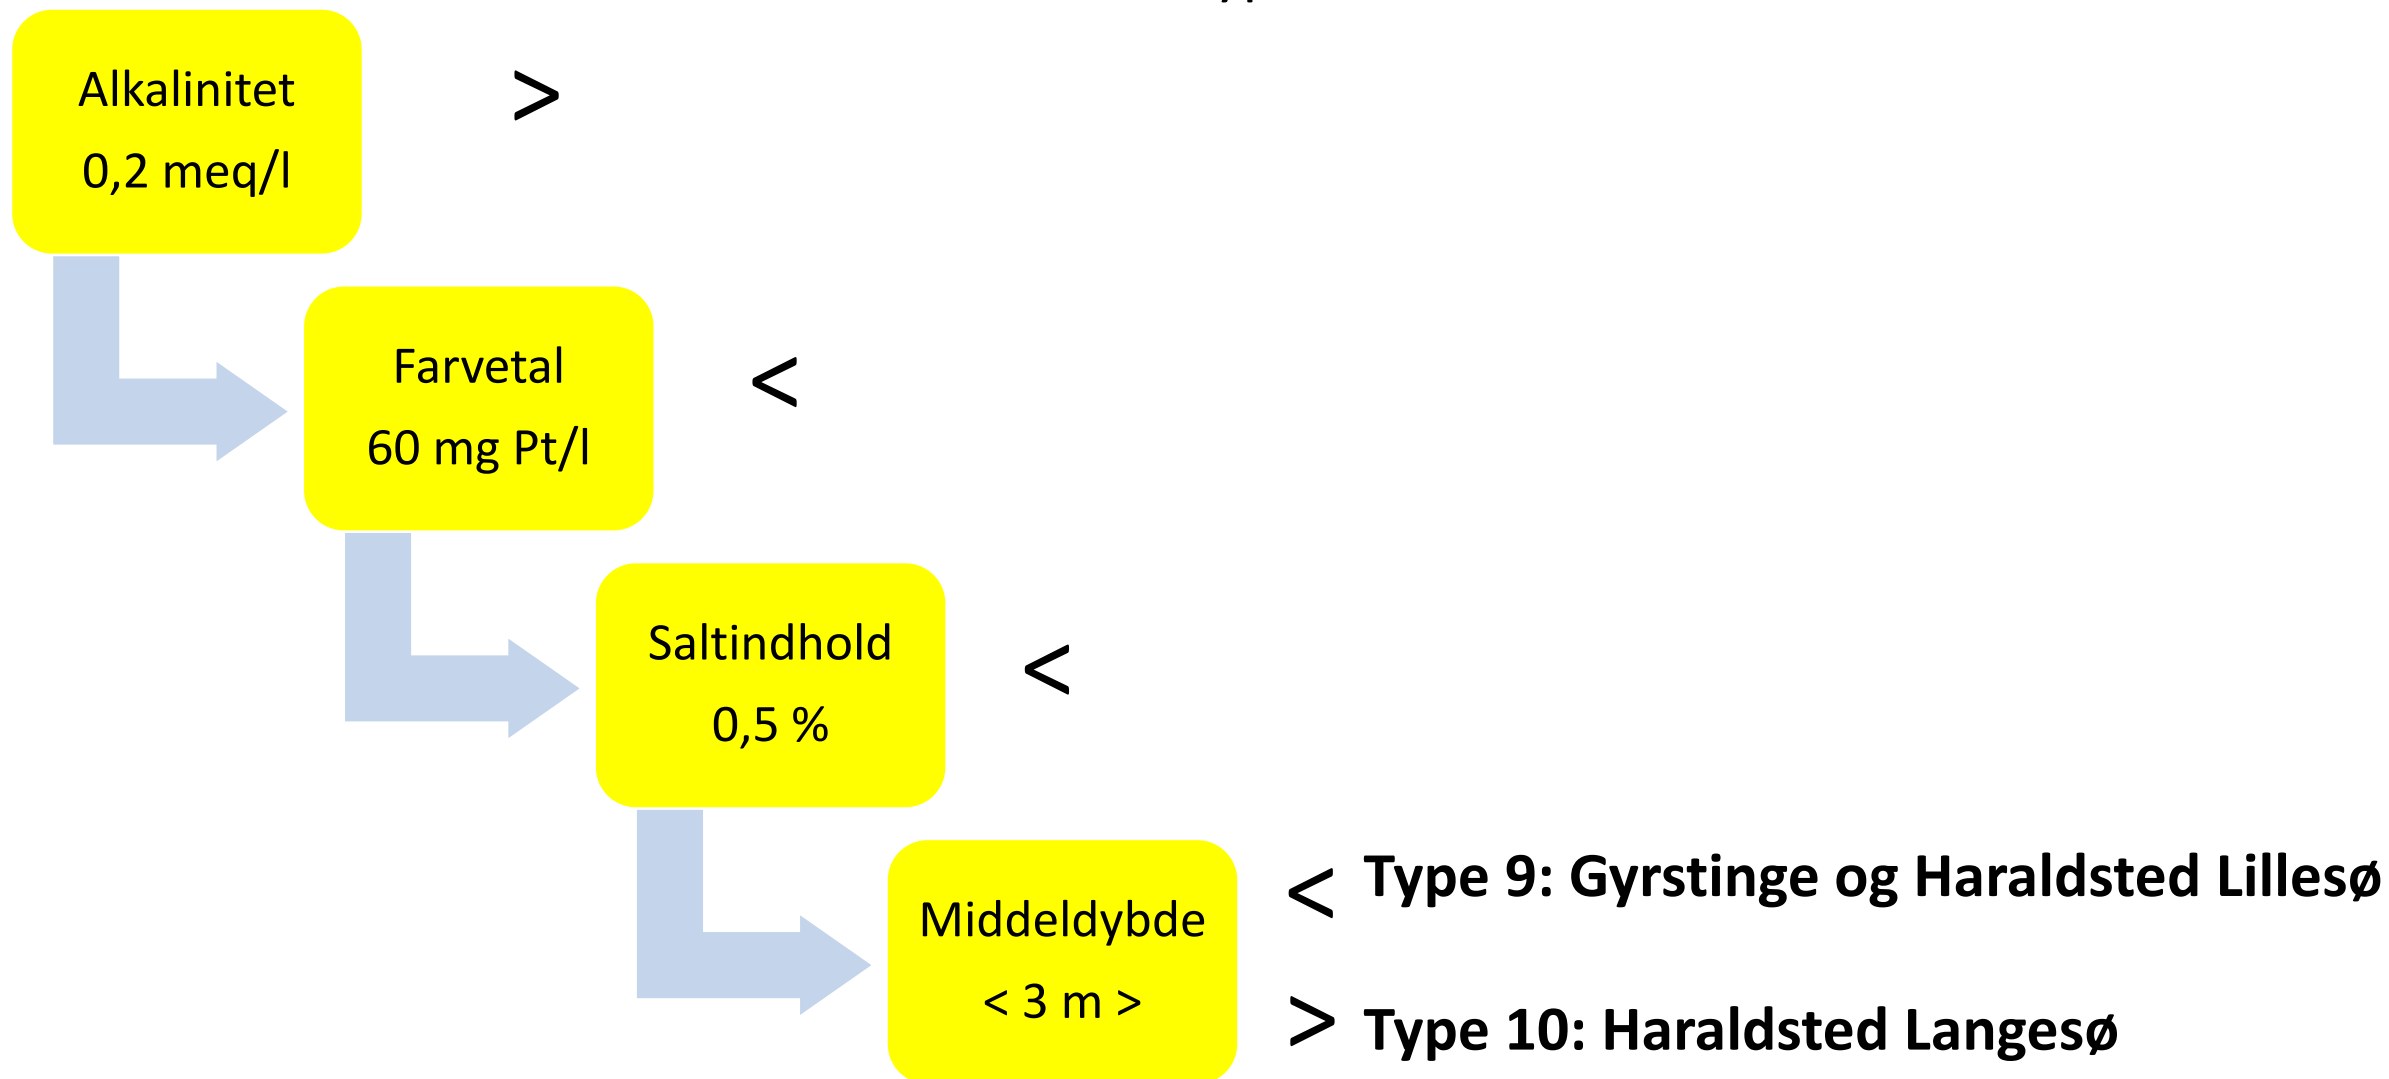 Alkalinitet
0,2 meq/l
>
Farvetal
60 mg Pt/l
<
Saltindhold
0,5 %
<
Middeldybde
< 3 m >
< Type 9: Gyrstinge og Haraldsted Lillesø
> Type 10: Haraldsted Langesø